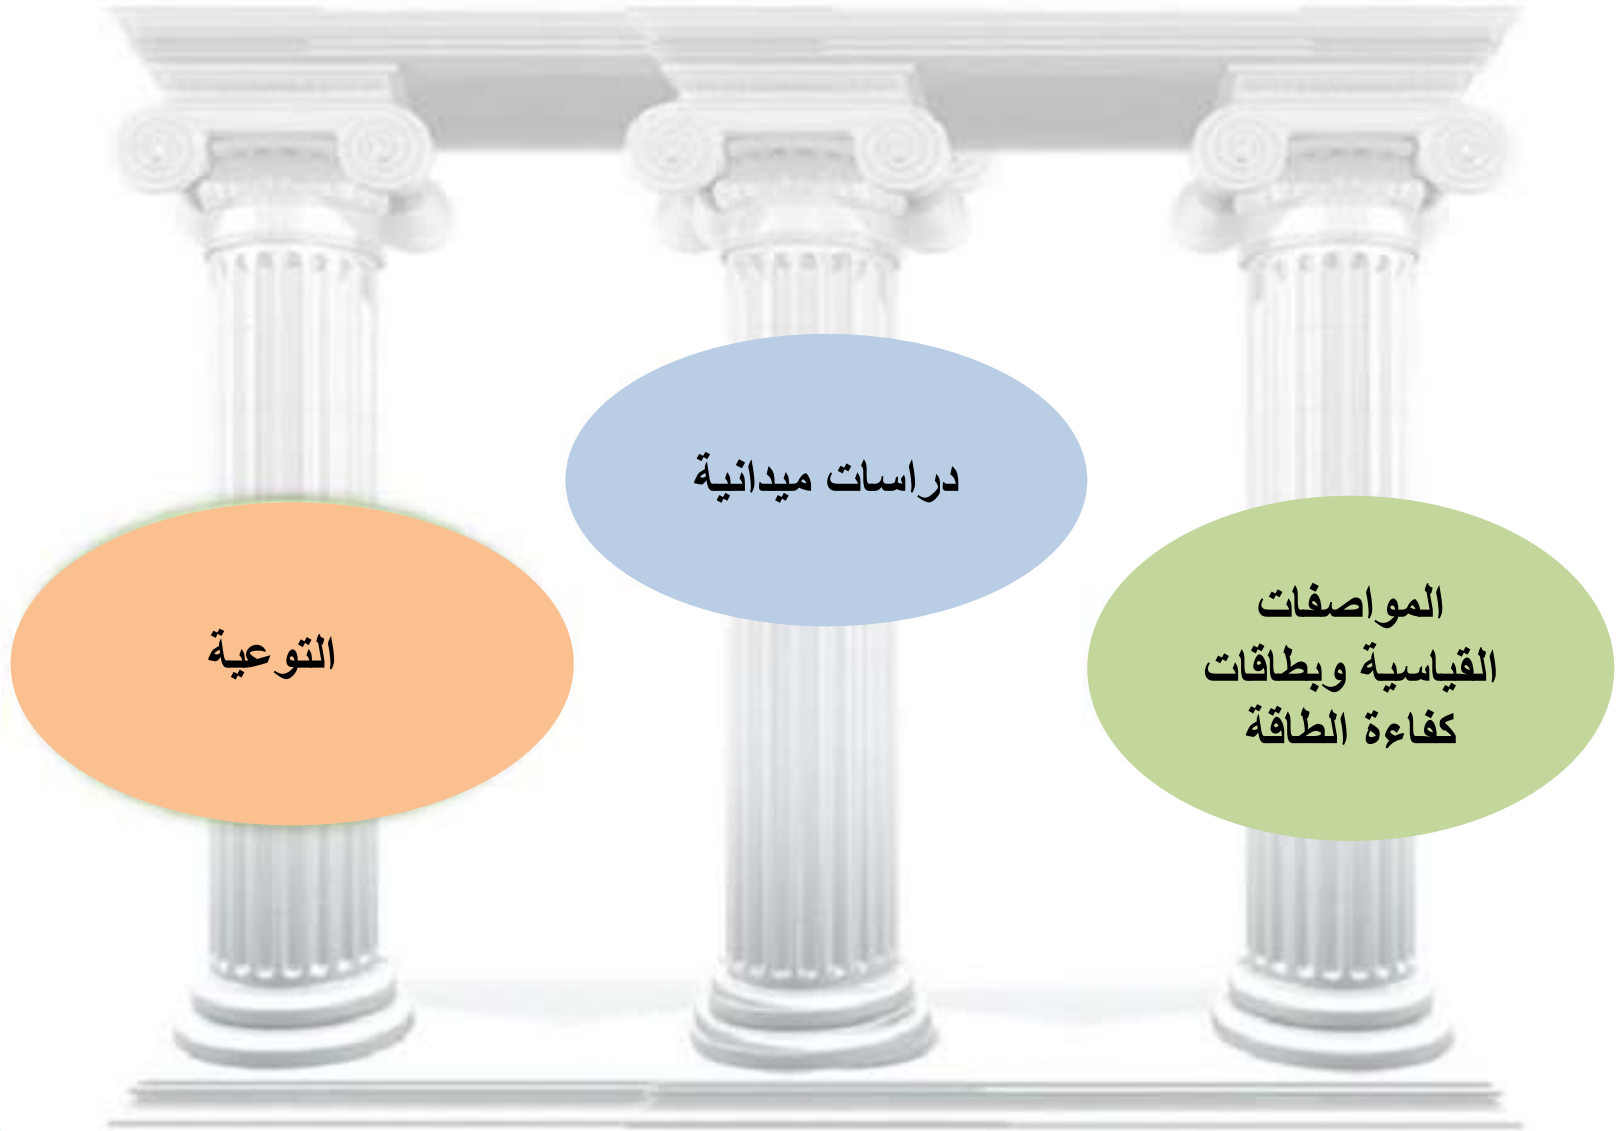 المواصفات
القياسية وبطاقات
كفاءة الطاقة
دراسات ميدانية
التوعية